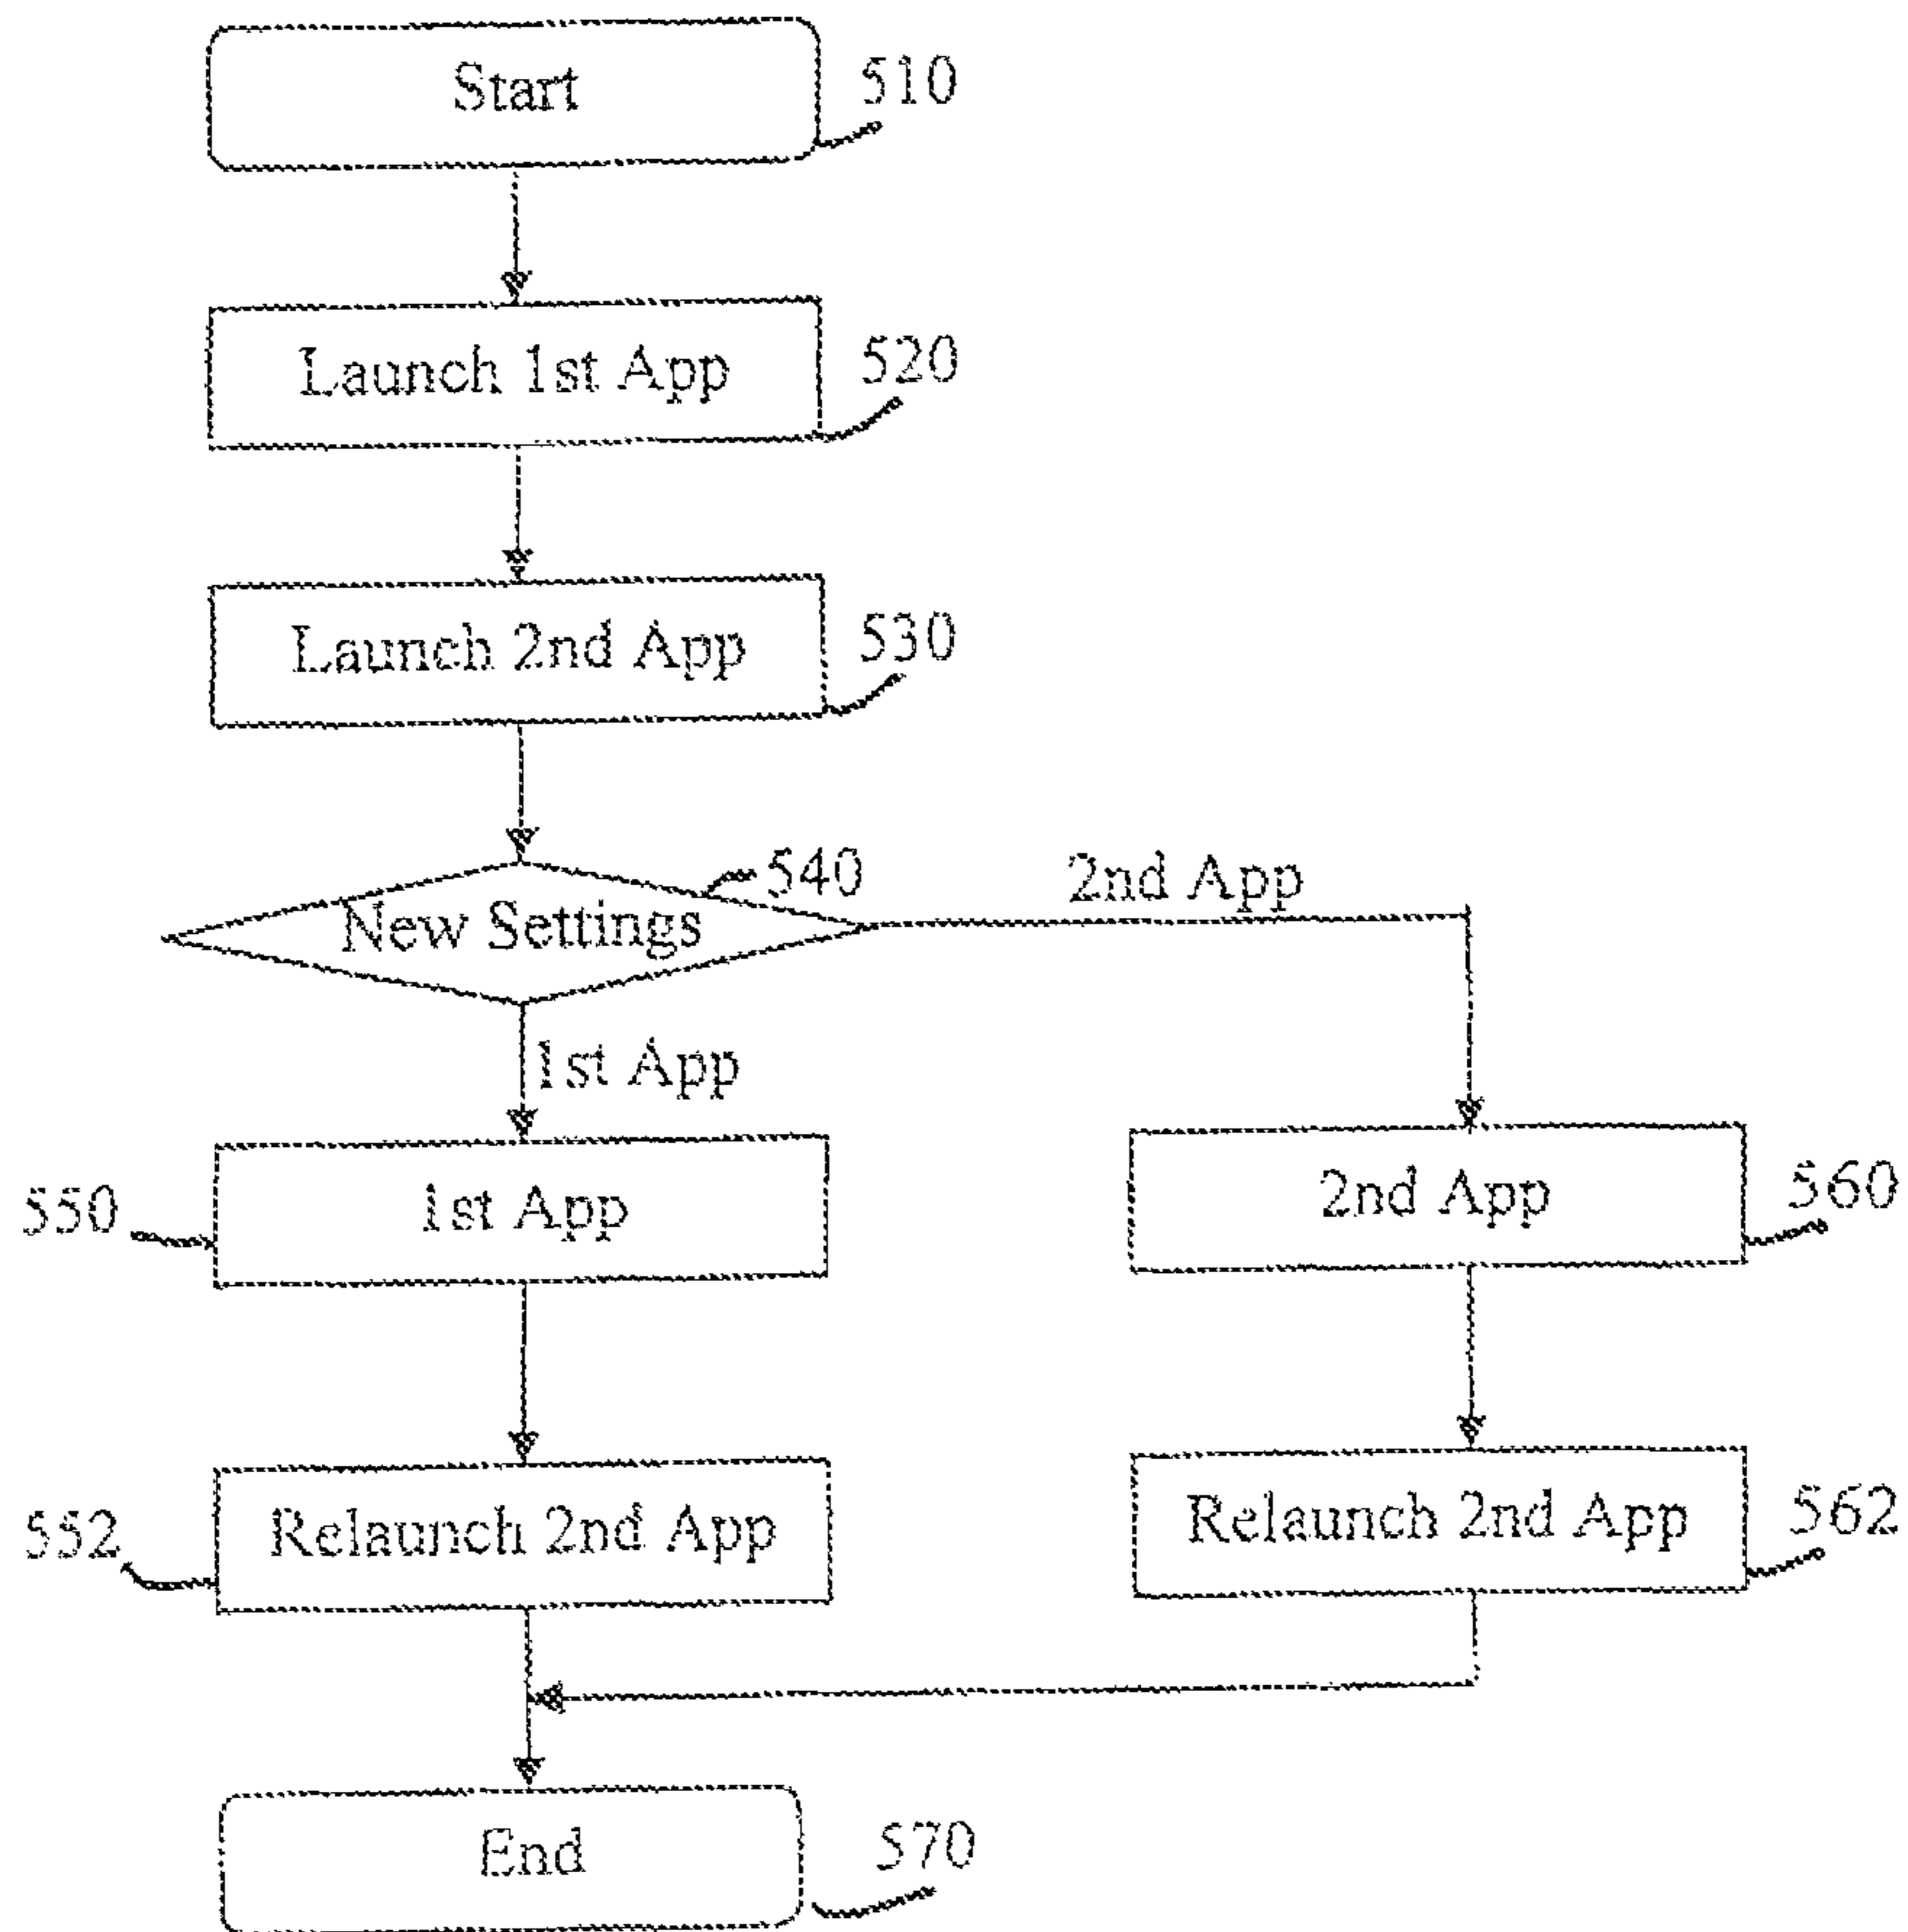 Start
510
Launch 1st App
520
Launch 2nd App
530
New Settings
540
2nd App
1st App
550
1st App
2nd App
560
552
Relaunch 2nd App
Relaunch 2nd App
562
End
570